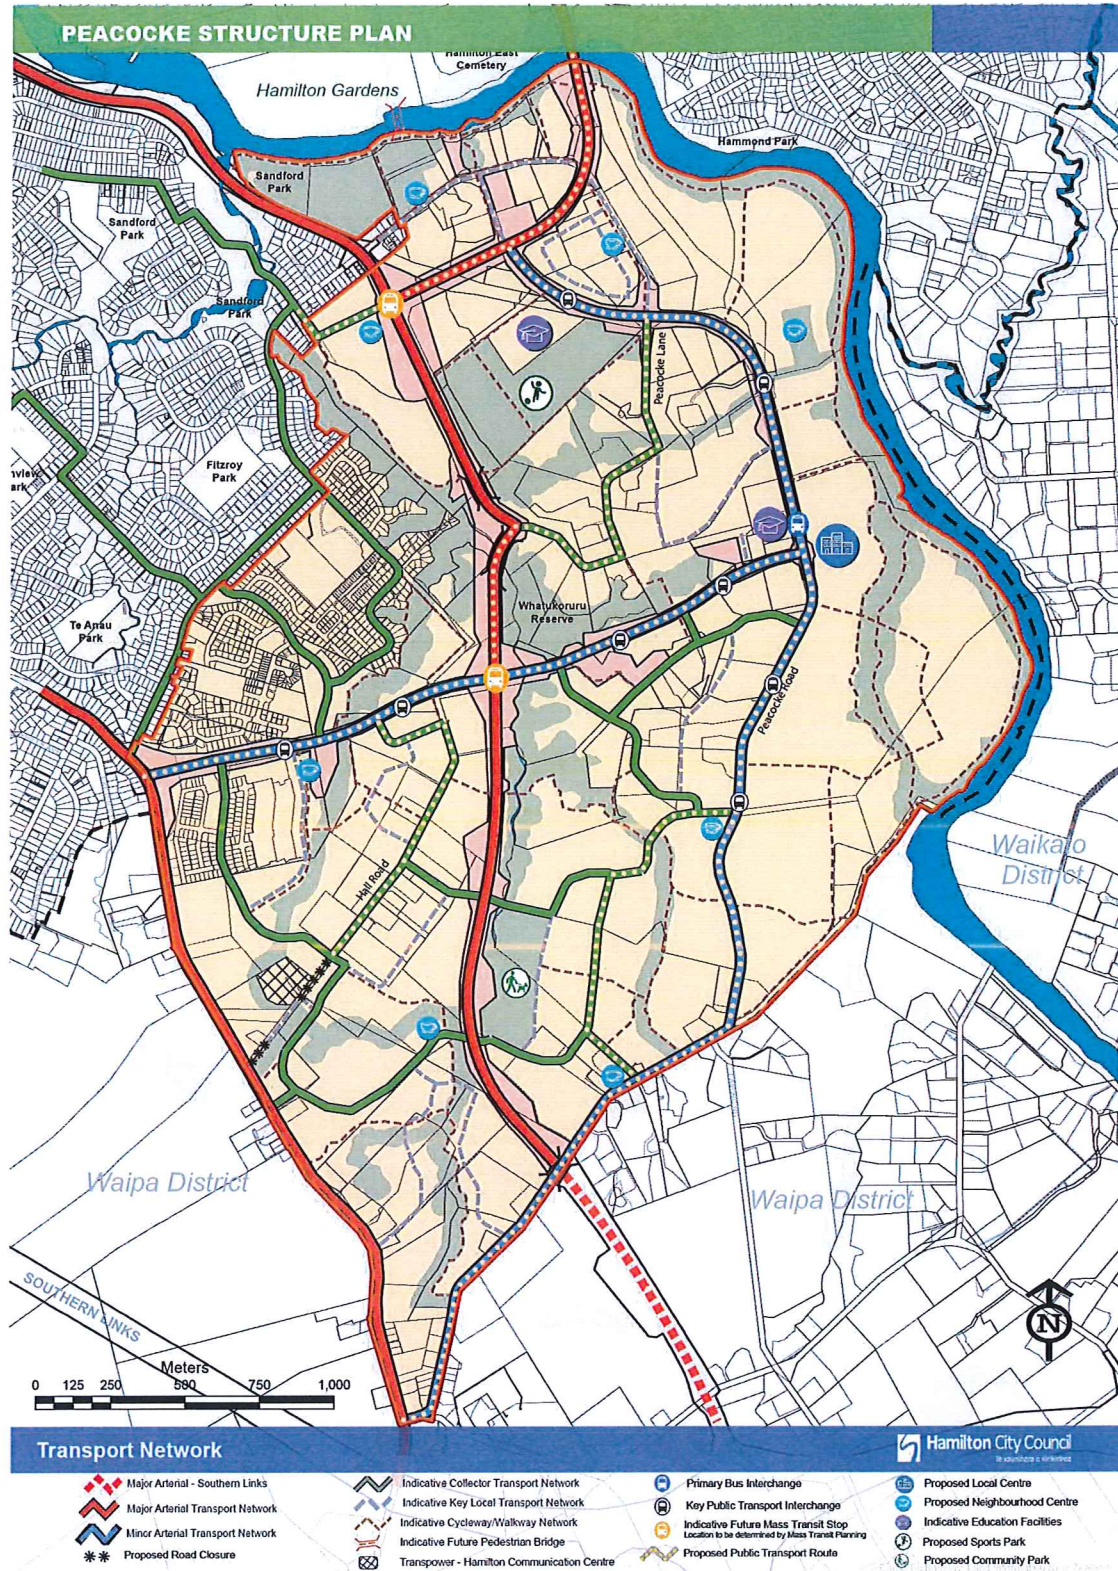 PEACOCKE STRUCTURE PLAN
Hamilton East
Cemetery
Hamilton Gardens
Hammond Park
Sandford
Park
Sandford
Park
Sandford
Park
Peacocke Lane
Fitzroy
Park
Whatukoruru
Reserve
Te Anau
Park
Peacocke Road
Hall Road
Waikato
District
Waipa District
Waipa District
SOUTHERN LINKS
N
Meters
0 125 250 500 750 1,000
Transport Network
Hamilton City Council
Major Arterial - Southern Links
Major Arterial Transport Network
Minor Arterial Transport Network
Proposed Road Closure
Indicative Collector Transport Network
Indicative Key Local Transport Network
Indicative Cycleway/Walkway Network
Indicative Future Pedestrian Bridge
Transpower - Hamilton Communication Centre
Primary Bus Interchange
Key Public Transport Interchange
Indicative Future Mass Transit Stop
Location to be determined by Mass Transit Planning
Proposed Public Transport Route
Proposed Local Centre
Proposed Neighbourhood Centre
Indicative Education Facilities
Proposed Sports Park
Proposed Community Park